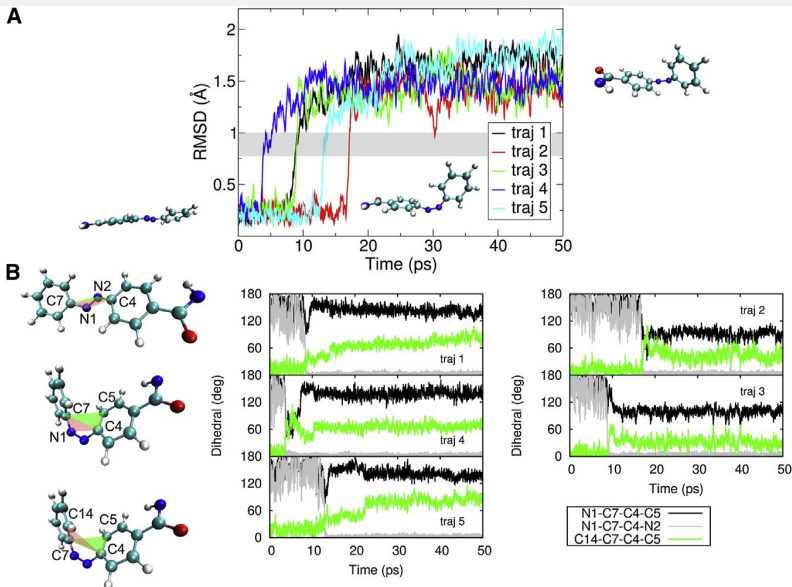 A
RMSD (Å)
2
1.5
1
0.5
0 10 20 30 40 50
Time (ps)
traj 1
traj 2
traj 3
traj 4
traj 5
B
C7 N2 C4
N1
C7 C5
N1 C4
C14 C5
C7 C4
Dihedral (deg)
180
120
60
180
120
60
180
120
60
0
traj 1
traj 4
traj 5
0 10 20 30 40 50
Time (ps)
Dihedral (deg)
180
120
60
180
120
60
0
traj 2
traj 3
0 10 20 30 40 50
Time (ps)
N1-C7-C4-C5
N1-C7-C4-N2
C14-C7-C4-C5